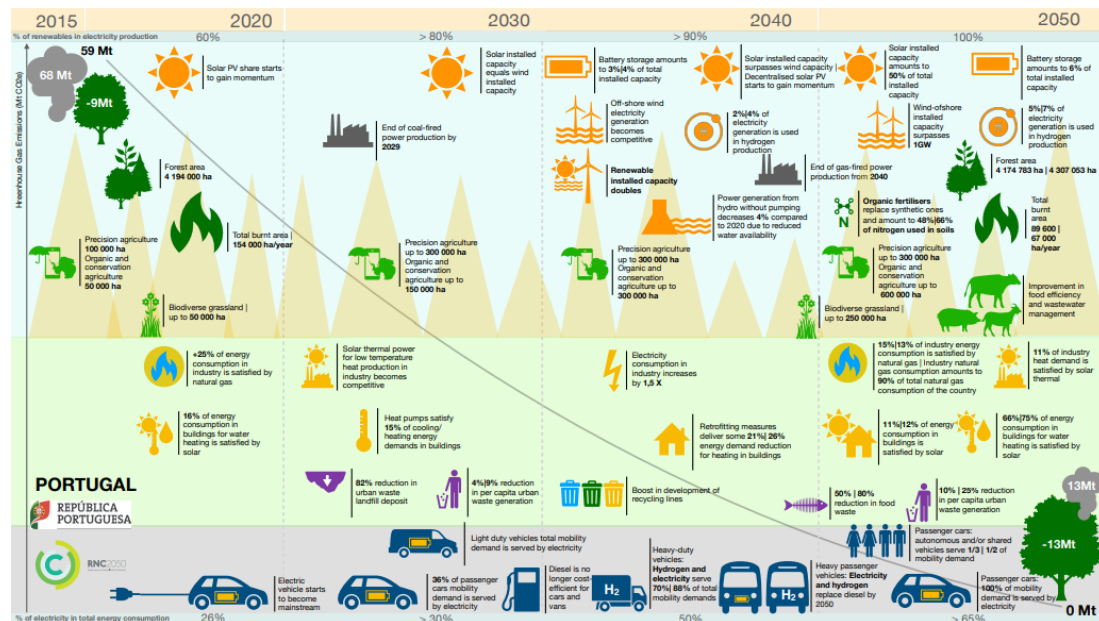 2015
2020
2030
2040
2050
% of renewables in electricity production
60%
> 80%
> 90%
100%
Hreenhouse Gas Emissions (Mt CO2e)
59 Mt
68 Mt
-9Mt
Solar PV share starts
to gain momentum
Solar installed
capacity
equals wind
installed
capacity
Battery storage amounts
to 3%|4% of total
installed capacity
Solar installed capacity
surpasses wind capacity |
Decentralised solar PV
starts to gain momentum
Solar installed
capacity
amounts to
50% of total
installed
capacity
Battery storage
amounts to 6% of
total installed
capacity
End of coal-fired
power production by
2029
Off-shore wind
electricity
generation
becomes
competitive
2%|4% of
electricity
generation is used
in hydrogen
production
Wind-ofshore
installed
capacity
surpasses
1GW
5%|7% of
electricity
generation is used
in hydrogen
production
Forest area
4 194 000 ha
Renewable
installed capacity
doubles
End of gas-fired power
production from 2040
Forest area
4 174 783 ha | 4 307 053 ha
Power generation from
hydro without pumping
decreases 4% compared
to 2020 due to reduced
water availability
N
Organic fertilisers
replace synthetic ones
and amount to 48%|66%
of nitrogen used in soils
Total
burnt
area
89 600 |
67 000
ha/year
Total burnt area |
154 000 ha/year
Precision agriculture
100 000 ha
Organic and
conservation
agriculture
50 000 ha
Precision agriculture
up to 300 000 ha
Organic and
conservation
agriculture up to
150 000 ha
Precision agriculture
up to 300 000 ha
Organic and
conservation
agriculture up to
300 000 ha
Precision agriculture
up to 300 000 ha
Organic and
conservation
agriculture up to
600 000 ha
Biodiverse grassland |
up to 50 000 ha
Biodiverse grassland |
up to 250 000 ha
Improvement in
food efficiency
and wastewater
management
+25% of energy
consumption in
industry is satisfied by
natural gas
Solar thermal power
for low temperature
heat production in
industry becomes
competitive
Electricity
consumption in
industry increases
by 1,5 X
15%|13% of industry energy
consumption is satisfied by
natural gas | Industry natural
gas consumption amounts to
90% of total natural gas
consumption of the country
11% of industry
heat demand is
satisfied by solar
thermal
16% of energy
consumption in
buildings for water
heating is satisfied by
solar
Heat pumps satisfy
15% of cooling/
heating energy
demands in buildings
Retrofitting measures
deliver some 21%| 26%
energy demand reduction
for heating in buildings
11%|12% of energy
consumption in
buildings is
satisfied by solar
66%|75% of energy
consumption in
buildings for water
heating is satisfied by
solar
PORTUGAL
REPÚBLICA
PORTUGUESA
82% reduction in
urban waste
landfill deposit
4%|9% reduction
in per capita urban
waste generation
Boost in development of
recycling lines
50% | 80%
reduction in food
waste
10% | 25% reduction
in per capita urban
waste generation
13Mt
-13Mt
RNC2050
Light duty vehicles total mobility
demand is served by electricity
Heavy-duty
vehicles:
Hydrogen and
electricity serve
70%| 88% of total
mobility demands
Passenger cars:
autonomous and/or shared
vehicles serve 1/3 | 1/2 of
mobility demand
Electric
vehicle starts
to become
mainstream
36% of passenger
cars mobility
demand is served
by electricity
Diesel is no
longer cost-
efficient for
cars and
vans
H2
H2
Heavy passenger
vehicles: Electricity
and hydrogen
replace diesel by
2050
Passenger cars:
100% of mobility
demand is served by
electricity
0 Mt
% of electricity in total energy consumption
26%
> 30%
50%
> 65%